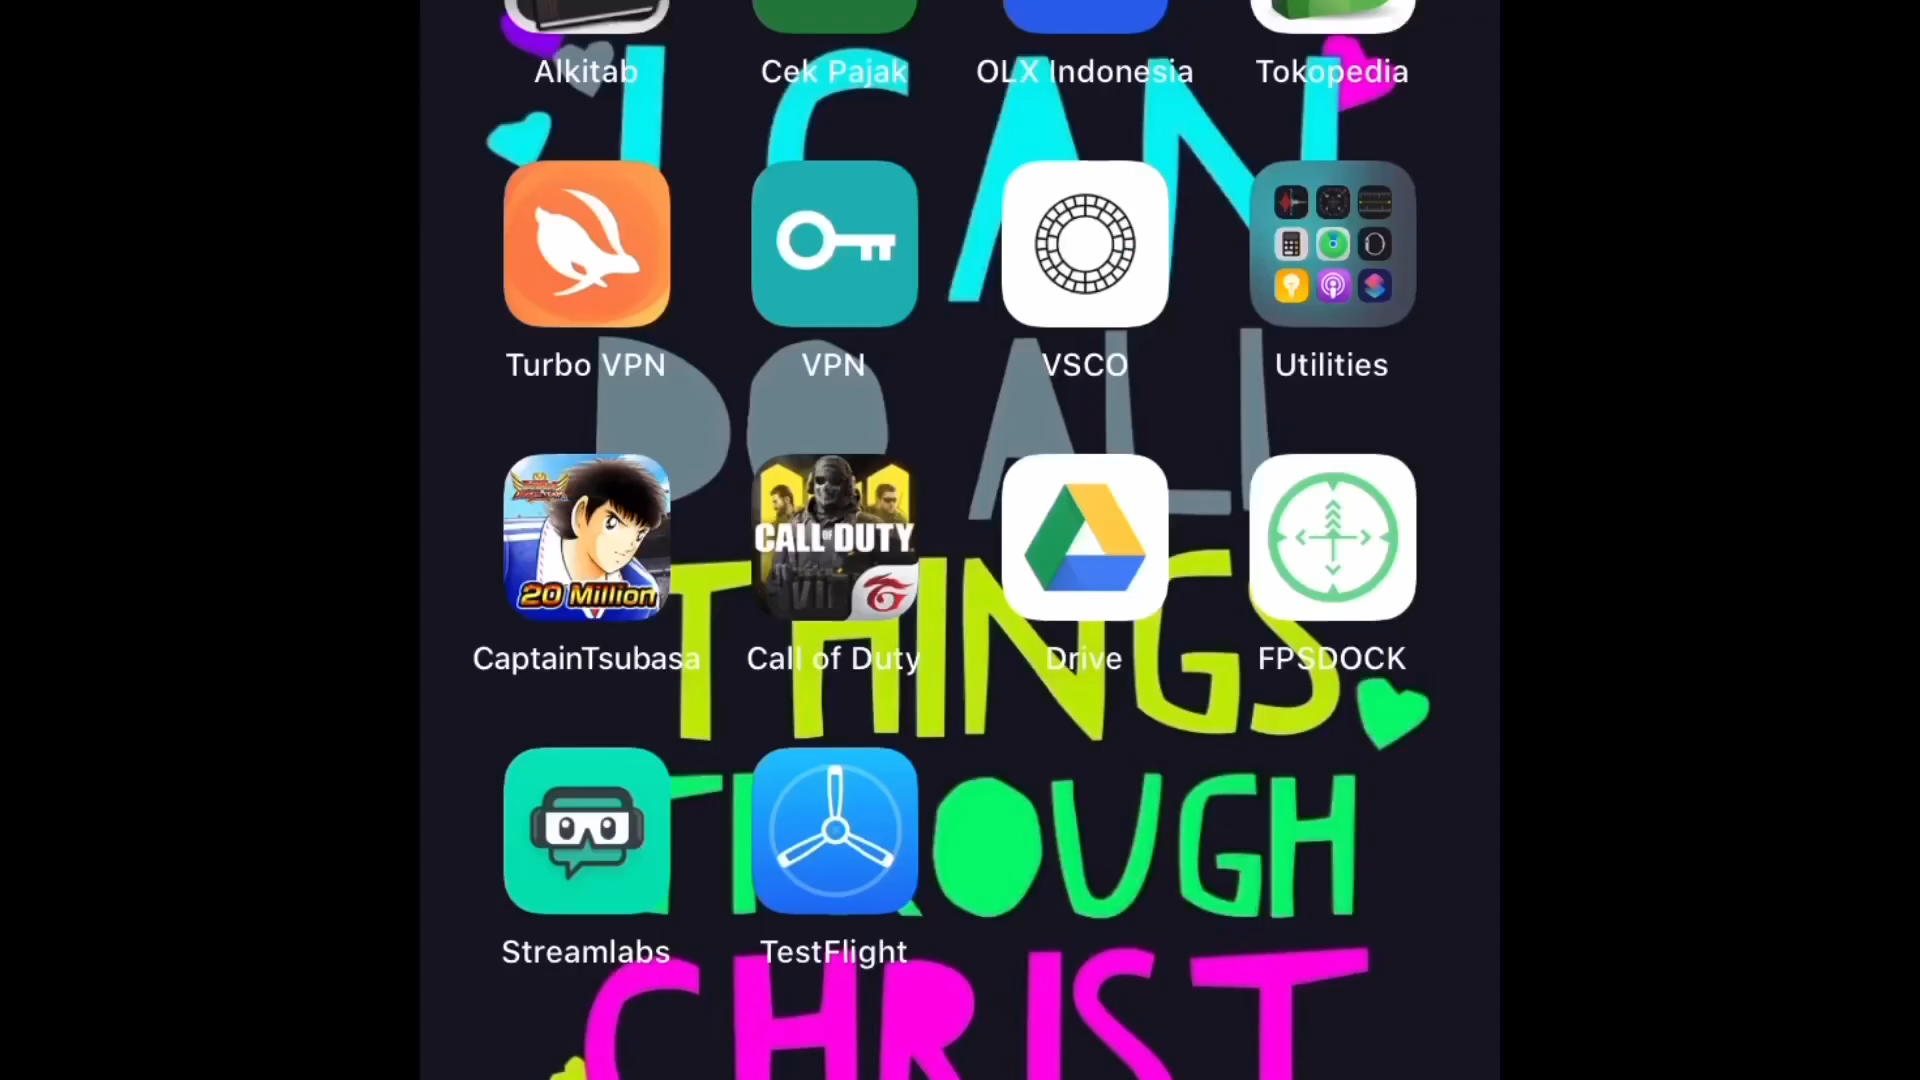 Alkitab Cek Pajak OLX Indonesia Tokopedia
I CAN
Turbo VPN VPN VSCO Utilities
DO ALL
20 Million
CALL OF DUTY
CaptainTsubasa Call of Duty Drive FPSDOCK
THINGS
THROUGH
Streamlabs TestFlight
CHRIST